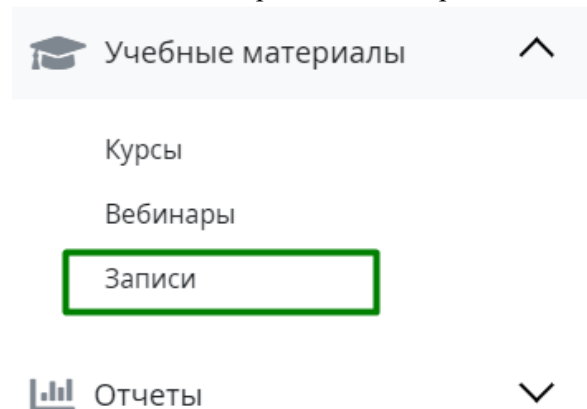 Учебные материалы
Курсы
Вебинары
Записи
Отчеты